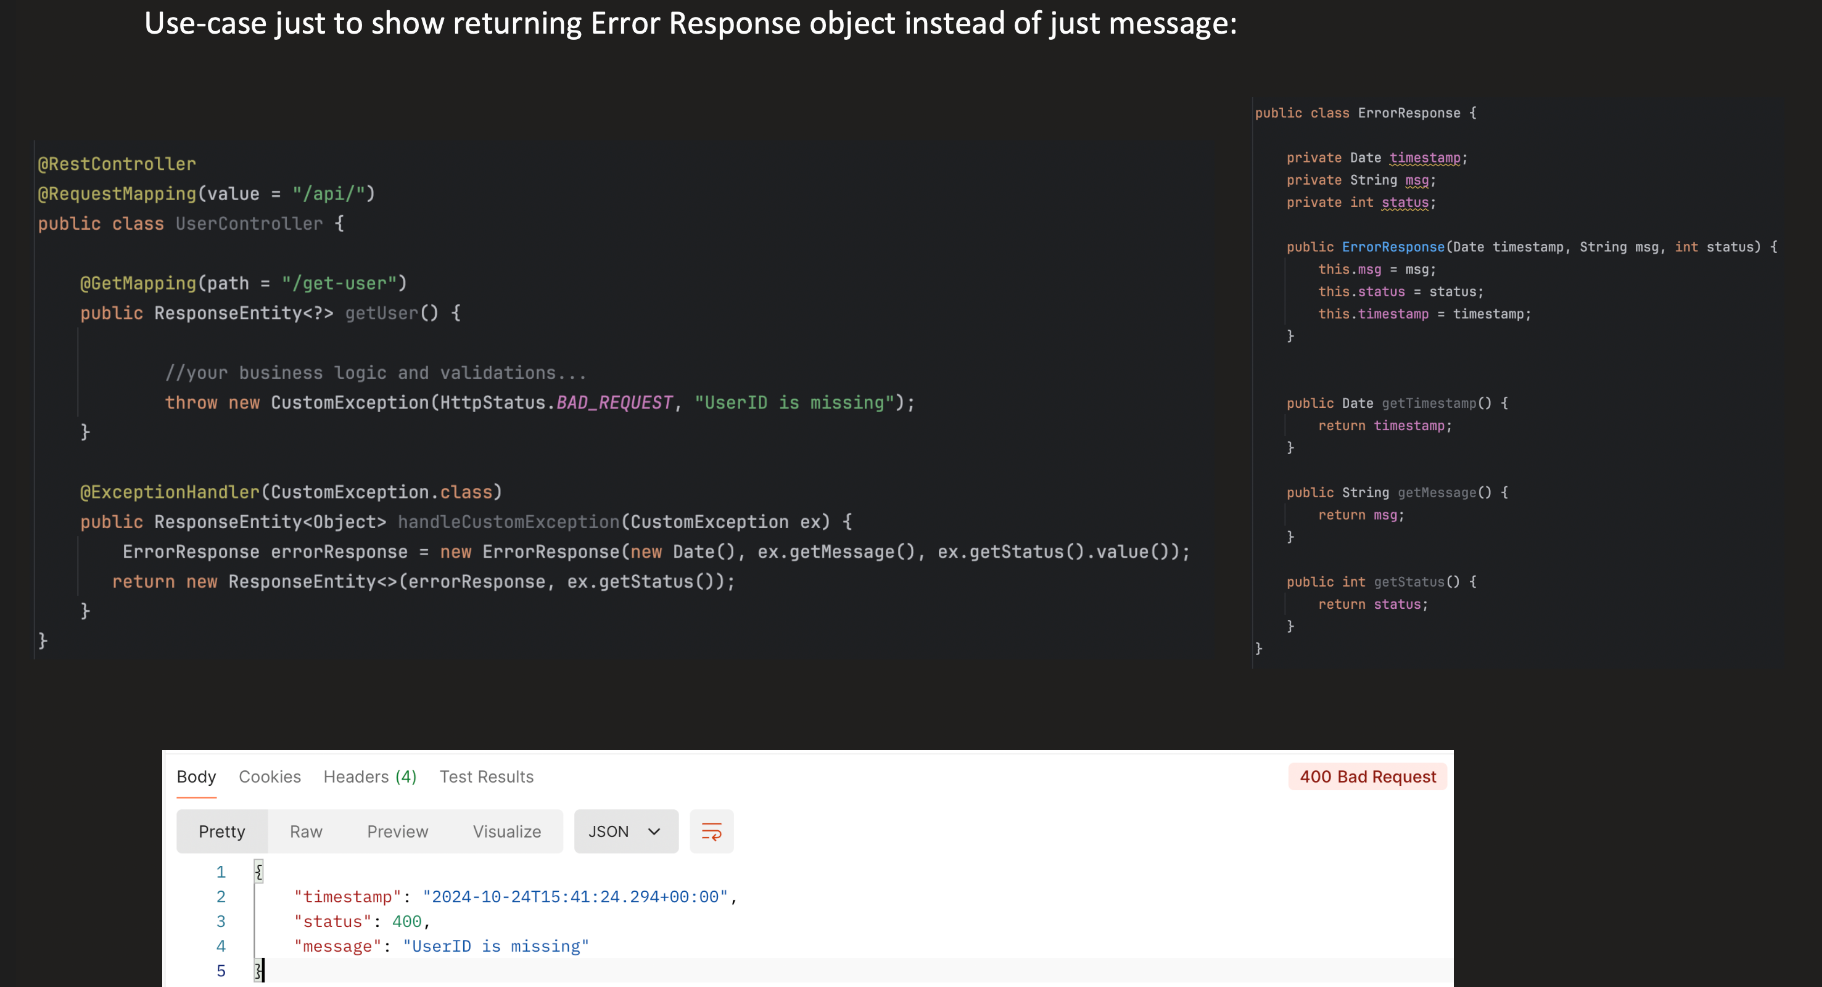 Use-case just to show returning Error Response object instead of just message:
@RestController
@RequestMapping(value = "/api/")
public class UserController {
@GetMapping(path = "/get-user")
public ResponseEntity<?> getUser() {
//your business logic and validations...
throw new CustomException(HttpStatus.BAD_REQUEST, "UserID is missing");
}
@ExceptionHandler(CustomException.class)
public ResponseEntity<Object> handleCustomException(CustomException ex) {
ErrorResponse errorResponse = new ErrorResponse(new Date(), ex.getMessage(), ex.getStatus().value());
return new ResponseEntity<>(errorResponse, ex.getStatus());
}
}
public class ErrorResponse {
private Date timestamp;
private String msg;
private int status;
public ErrorResponse(Date timestamp, String msg, int status) {
this.msg = msg;
this.status = status;
this.timestamp = timestamp;
}
public Date getTimestamp() {
return timestamp;
}
public String getMessage() {
return msg;
}
public int getStatus() {
return status;
}
}
Body Cookies Headers (4) Test Results 400 Bad Request
Pretty Raw Preview Visualize JSON
1 {
2 "timestamp": "2024-10-24T15:41:24.294+00:00",
3 "status": 400,
4 "message": "UserID is missing"
5 }